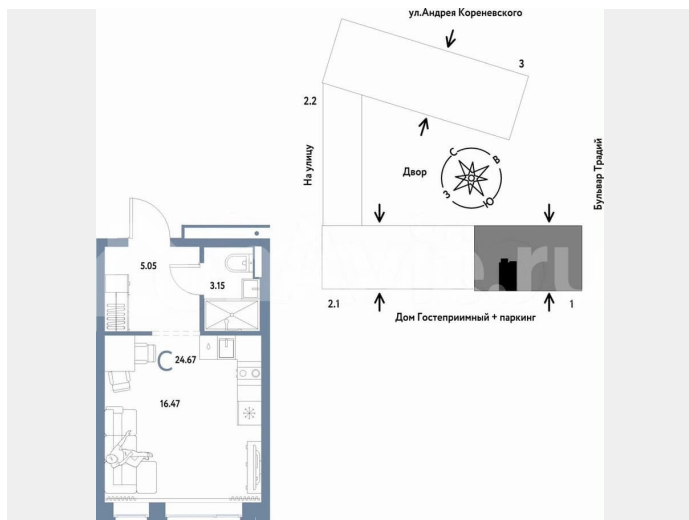 ул.Андрея Кореневского
3
2.2
На улицу
Двор
С
В
З
Ю
Бульвар Традий
5.05
3.15
2.1
1
Дом Гостеприимный + паркинг
С 24.67
16.47